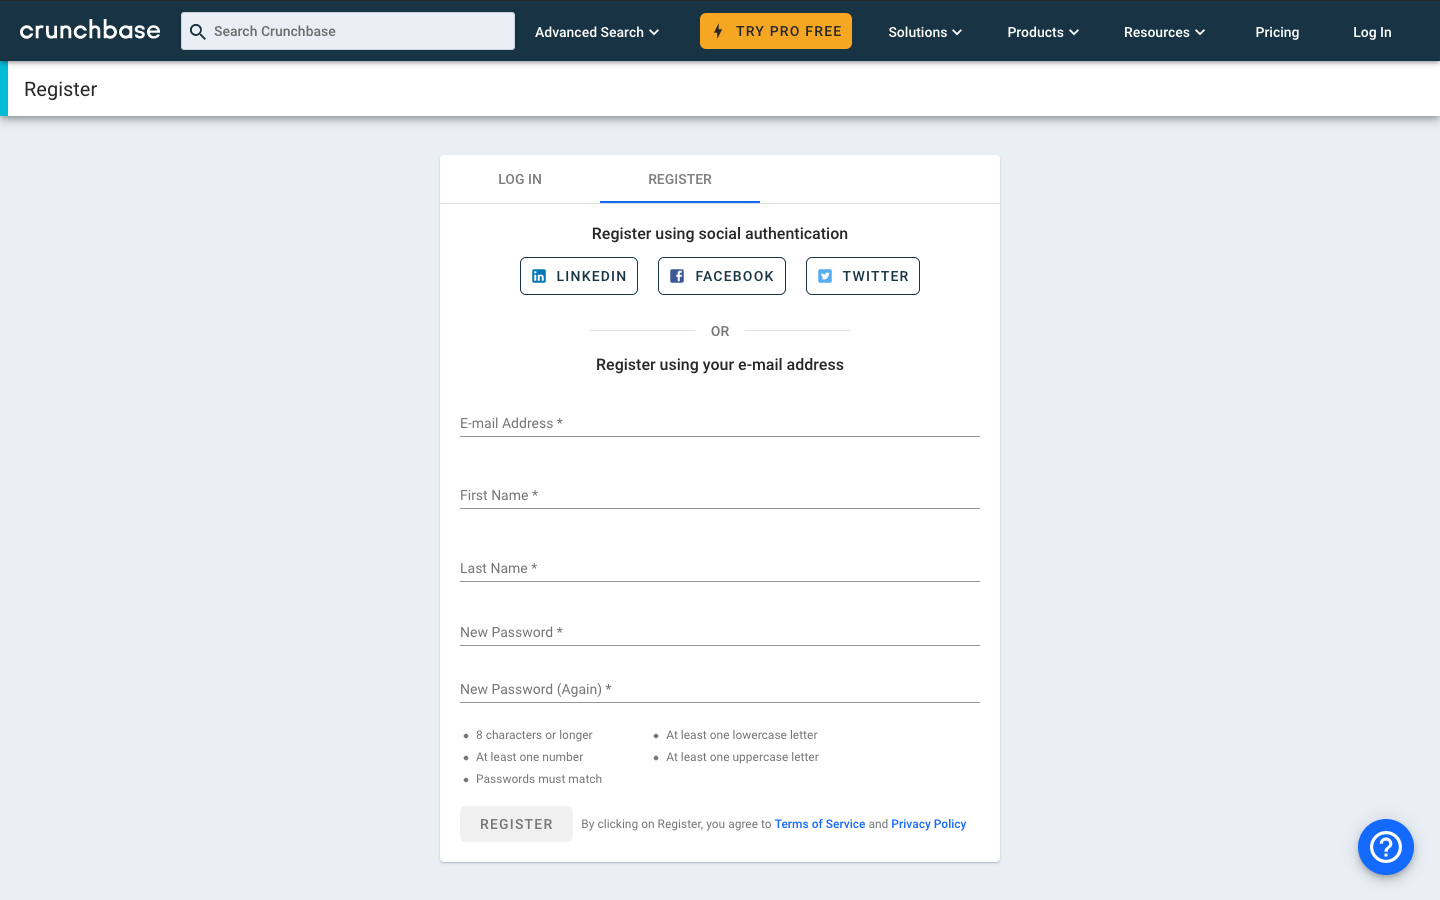 crunchbase
Search Crunchbase
Advanced Search
TRY PRO FREE
Solutions
Products
Resources
Pricing
Log In
Register
LOG IN
REGISTER
Register using social authentication
LINKEDIN
FACEBOOK
TWITTER
OR
Register using your e-mail address
E-mail Address *
First Name *
Last Name *
New Password *
New Password (Again) *
8 characters or longer
At least one lowercase letter
At least one number
At least one uppercase letter
Passwords must match
REGISTER
By clicking on Register, you agree to Terms of Service and Privacy Policy